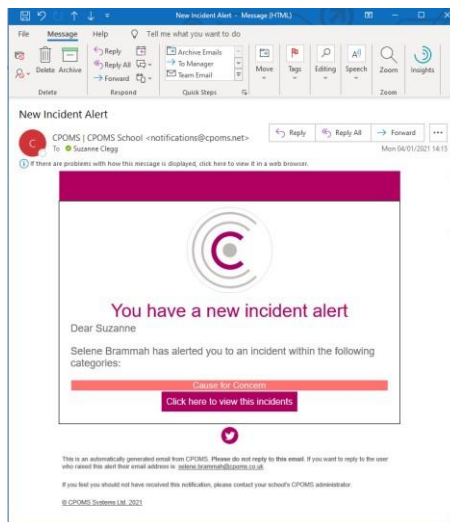 New Incident Alert - Message (HTML)
File Message Help Tell me what you want to do
Delete Archive
Reply
Reply All
Forward
Archive Emails
To Manager
Team Email
Move
Tags
Editing
Speech
Zoom
Insights
Delete Respond Quick Steps Zoom
New Incident Alert
C
CPOMS | CPOMS School <notifications@cpoms.net>
To Suzanne Clegg
Reply Reply All Forward
Mon 04/01/2021 14:15
If there are problems with how this message is displayed, click here to view it in a web browser.
You have a new incident alert
Dear Suzanne
Selene Brammah has alerted you to an incident within the following
categories:
Cause for Concern
Click here to view this incidents
This is an automatically generated email from CPOMS. Please do not reply to this email. If you want to reply to the user
who raised this alert their email address is: selene.brammah@cpoms.co.uk
If you feel you should not have received this notification, please contact your school's CPOMS administrator.
© CPOMS Systems Ltd, 2021